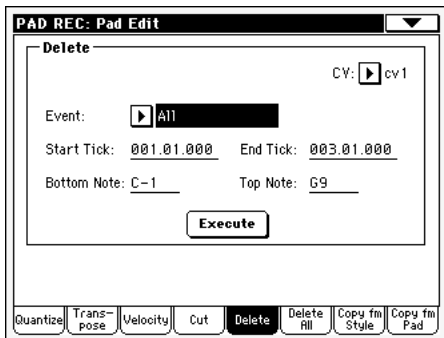 PAD REC: Pad Edit
Delete
CV: cv1
Event: All
Start Tick: 001.01.000 End Tick: 003.01.000
Bottom Note: C-1 Top Note: G9
Execute
Quantize Trans-pose Velocity Cut Delete Delete All Copy fm Style Copy fm Pad